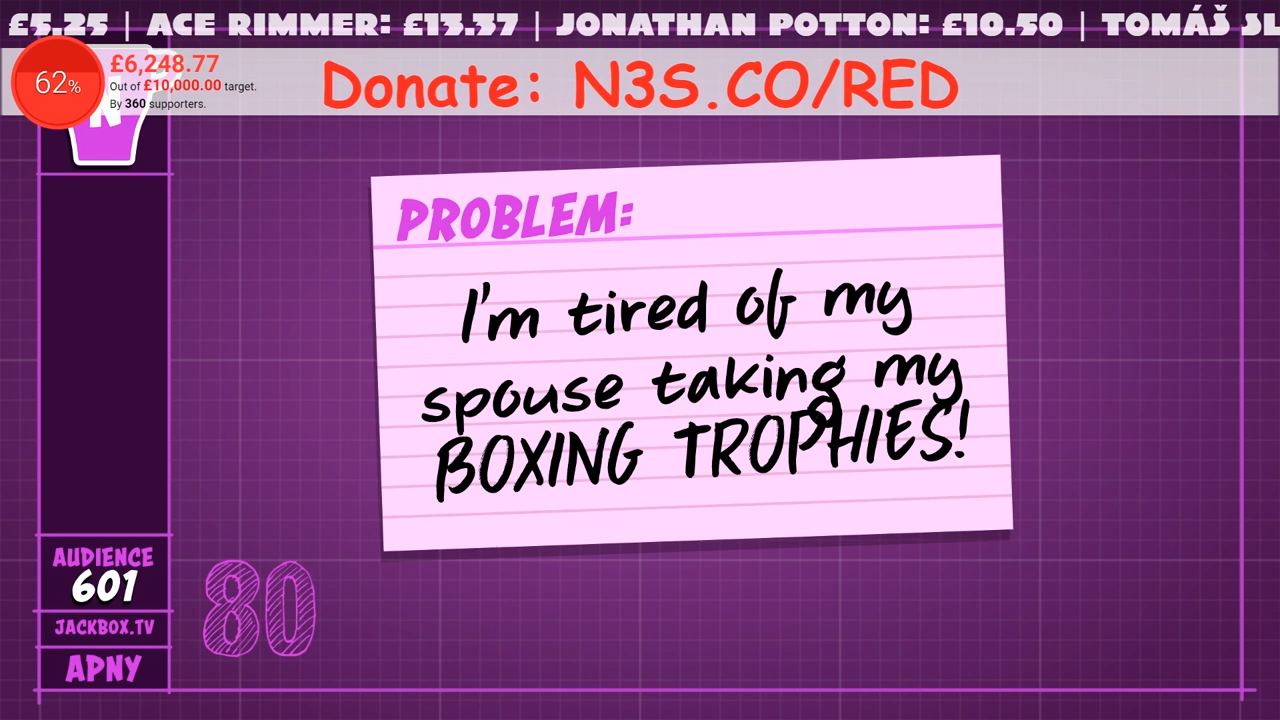 £5.25 | ACE RIMMER: £13.37 | JONATHAN POTTON: £10.50 | TOMÁŠ SL
62%
£6,248.77
Out of £10,000.00 target.
By 360 supporters.
Donate: N3S.CO/RED
N
PROBLEM:
I'm tired of my
spouse taking my
BOXING TROPHIES!
AUDIENCE
601
JACKBOX.TV
APNY
80